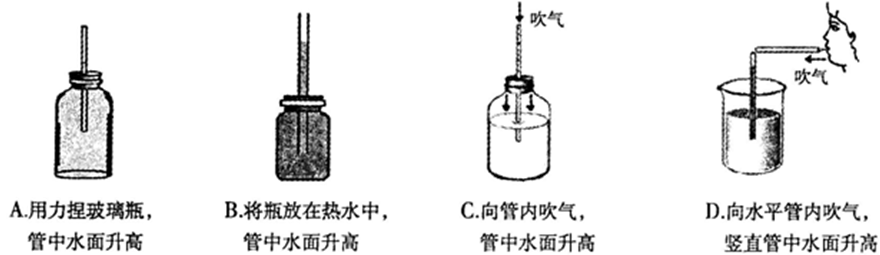 吹气
吹气
A.用力捏玻璃瓶，
管中水面升高
B.将瓶放在热水中，
管中水面升高
C.向管内吹气，
管中水面升高
D.向水平管内吹气，
竖直管中水面升高